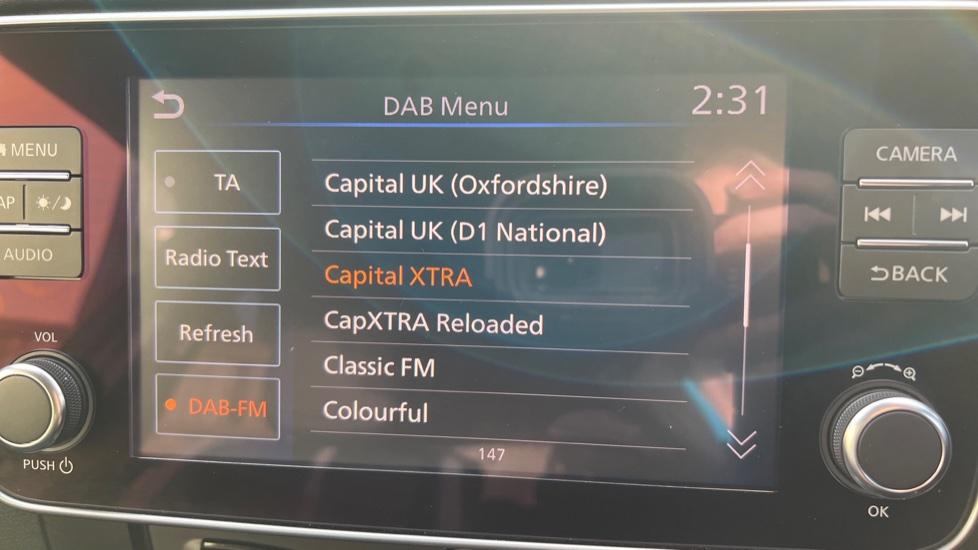 DAB Menu
2:31
TA
Radio Text
Refresh
DAB-FM
Capital UK (Oxfordshire)
Capital UK (D1 National)
Capital XTRA
CapXTRA Reloaded
Classic FM
Colourful
147
MENU
AUDIO
VOL
PUSH
CAMERA
BACK
OK